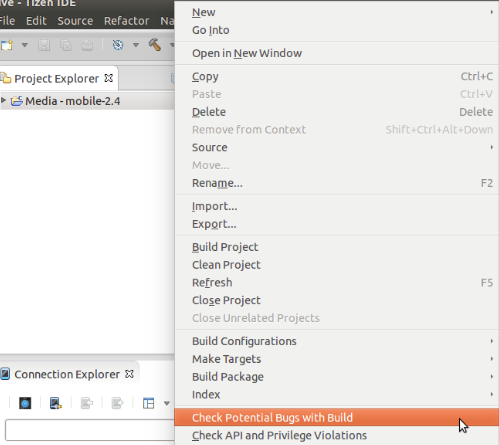 ve - Tizen IDE
File Edit Source Refactor Na
Project Explorer
Media - mobile-2.4
Connection Explorer
New
Go Into
Open in New Window
Copy Ctrl+C
Paste Ctrl+V
Delete Delete
Remove from Context Shift+Ctrl+Alt+Down
Source
Move...
Rename... F2
Import...
Export...
Build Project
Clean Project
Refresh F5
Close Project
Close Unrelated Projects
Build Configurations
Make Targets
Build Package
Index
Check Potential Bugs with Build
Check API and Privilege Violations